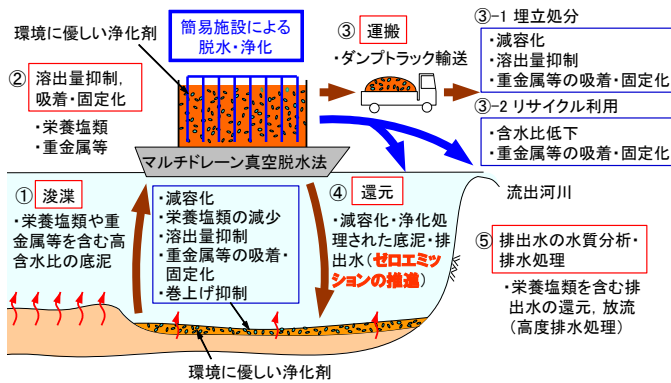 環境に優しい浄化剤
簡易施設による
脱水・浄化
② 溶出量抑制,
吸着・固定化
・栄養塩類
・重金属等
③ 運搬
・ダンプトラック輸送
③-1 埋立処分
・減容化
・溶出量抑制
・重金属等の吸着・固定化
③-2 リサイクル利用
・含水比低下
・重金属等の吸着・固定化
マルチドレーン真空脱水法
① 浚渫
・栄養塩類や重
金属等を含む高
含水比の底泥
・減容化
・栄養塩類の減少
・溶出量抑制
・重金属等の吸着・
固定化
・巻上げ抑制
④ 還元
・減容化・浄化処
理された底泥・排
出水(ゼロエミッ
ションの推進)
流出河川
⑤ 排出水の水質分析・
排水処理
・栄養塩類を含む排
出水の還元, 放流
(高度排水処理)
環境に優しい浄化剤